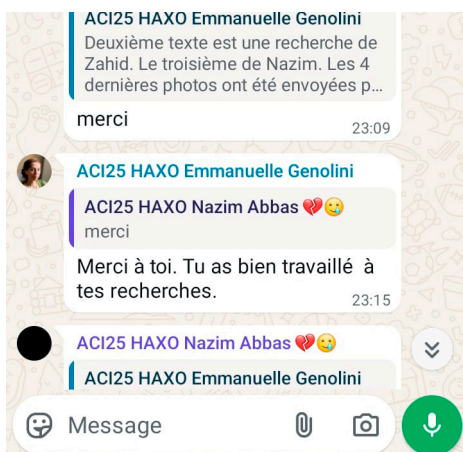 ACI25 HAXO Emmanuelle Genolini
Deuxième texte est une recherche de
Zahid. Le troisième de Nazim. Les 4
dernières photos ont été envoyées p...
merci
23:09
ACI25 HAXO Emmanuelle Genolini
ACI25 HAXO Nazim Abbas 💔🥲
merci
Merci à toi. Tu as bien travaillé à
tes recherches.
23:15
ACI25 HAXO Nazim Abbas 💔🥲
ACI25 HAXO Emmanuelle Genolini
Message